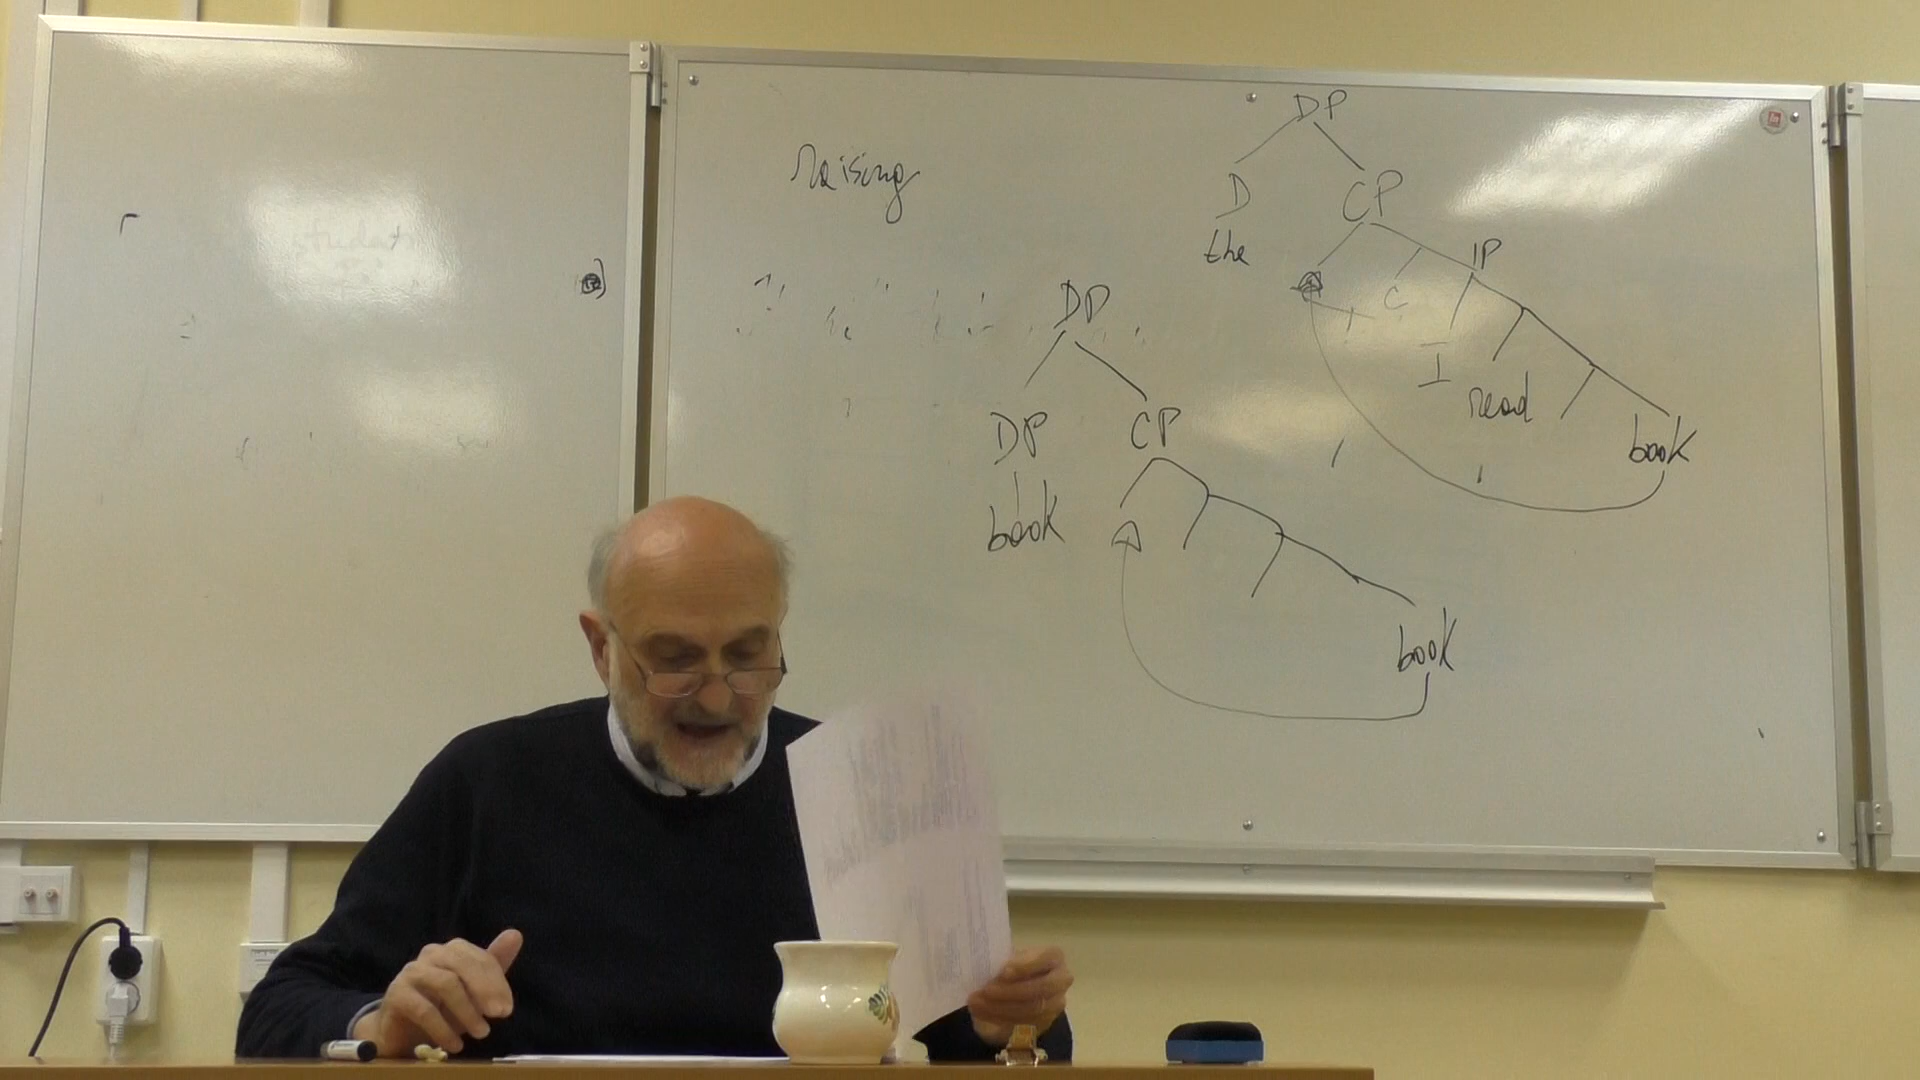 raising
DP
D CP
the
C
IP
I
read
book
DP
DP CP
book
book